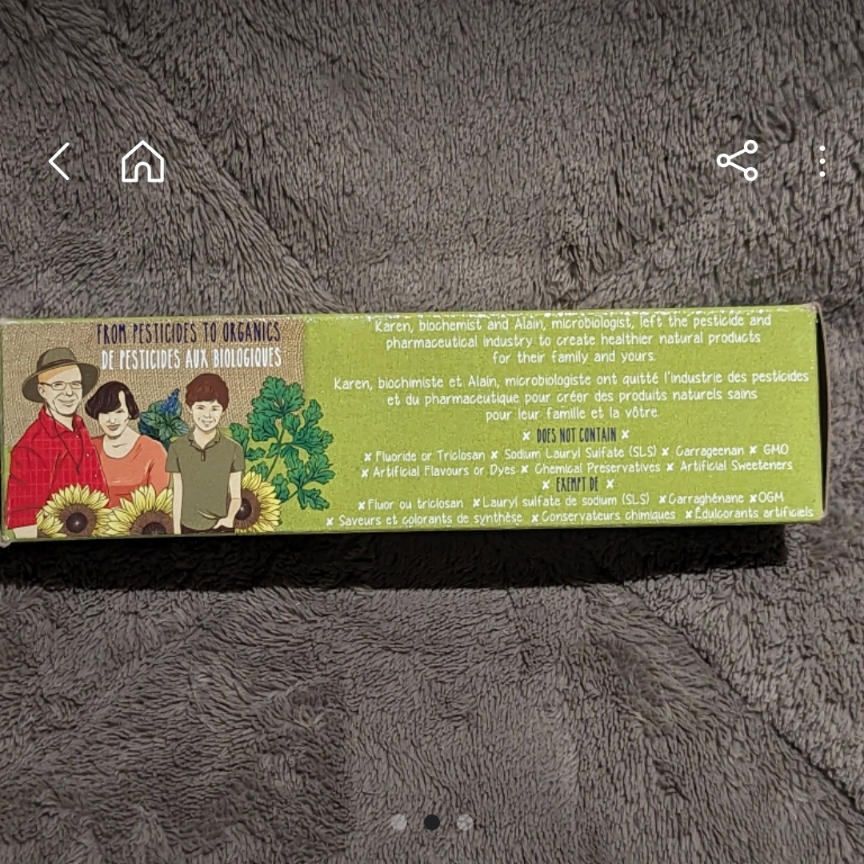 FROM PESTICIDES TO ORGANICS
DE PESTICIDES AUX BIOLOGIQUES
Karen, biochemist and Alain, microbiologist, left the pesticide and
pharmaceutical industry to create healthier natural products
for their family and yours.
Karen, biochimiste et Alain, microbiologiste ont quitté l'industrie des pesticides
et du pharmaceutique pour créer des produits naturels sains
pour leur famille et la vôtre
✘ DOES NOT CONTAIN ✘
✘ Fluoride or Triclosan ✘ Sodium Lauryl Sulfate (SLS) ✘ Carrageenan ✘ GMO
✘ Artificial Flavours or Dyes ✘ Chemical Preservatives ✘ Artificial Sweeteners
✘ EXEMPT DE ✘
✘Fluor ou triclosan ✘Lauryl sulfate de sodium (SLS) ✘Carraghénane ✘OGM
✘ Saveurs et colorants de synthèse ✘Conservateurs chimiques ✘Édulcorants artificiels